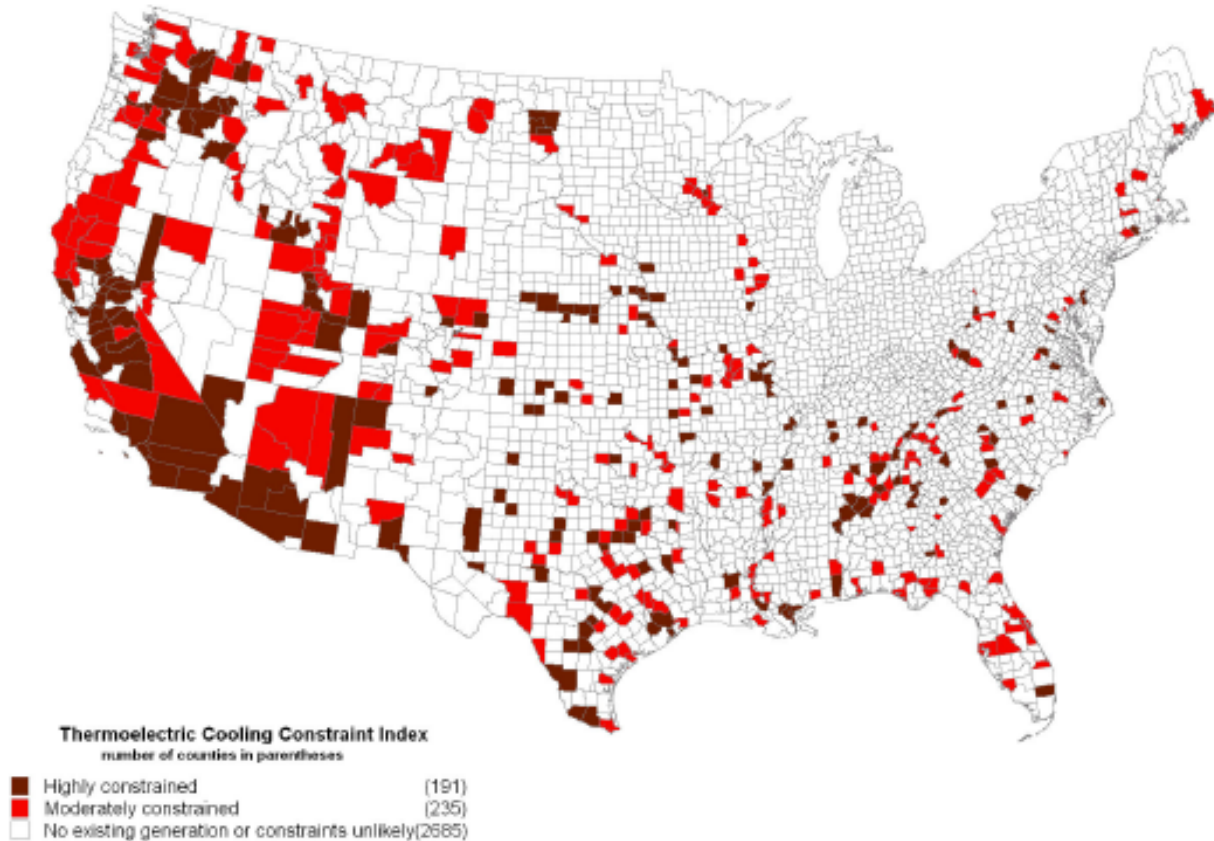 Thermoelectric Cooling Constraint Index
number of counties in parentheses
Highly constrained (191)
Moderately constrained (235)
No existing generation or constraints unlikely(2685)